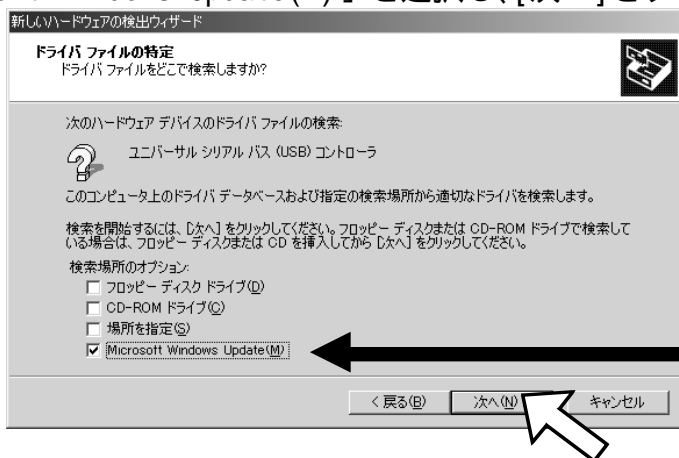 新しいハードウェアの検出ウィザード
ドライバ ファイルの特定
ドライバ ファイルをどこで検索しますか?
次のハードウェア デバイスのドライバ ファイルの検索:
ユニバーサル シリアル バス (USB) コントローラ
このコンピュータ上のドライバ データベースおよび指定の検索場所から適切なドライバを検索します。
検索を開始するには、[次へ] をクリックしてください。フロッピー ディスクまたは CD-ROM ドライブで検索して
いる場合は、フロッピー ディスクまたは CD を挿入してから [次へ] をクリックしてください。
検索場所のオプション:
フロッピー ディスク ドライブ(D)
CD-ROM ドライブ(C)
場所を指定(S)
Microsoft Windows Update(M)
< 戻る(B) 次へ(N) キャンセル